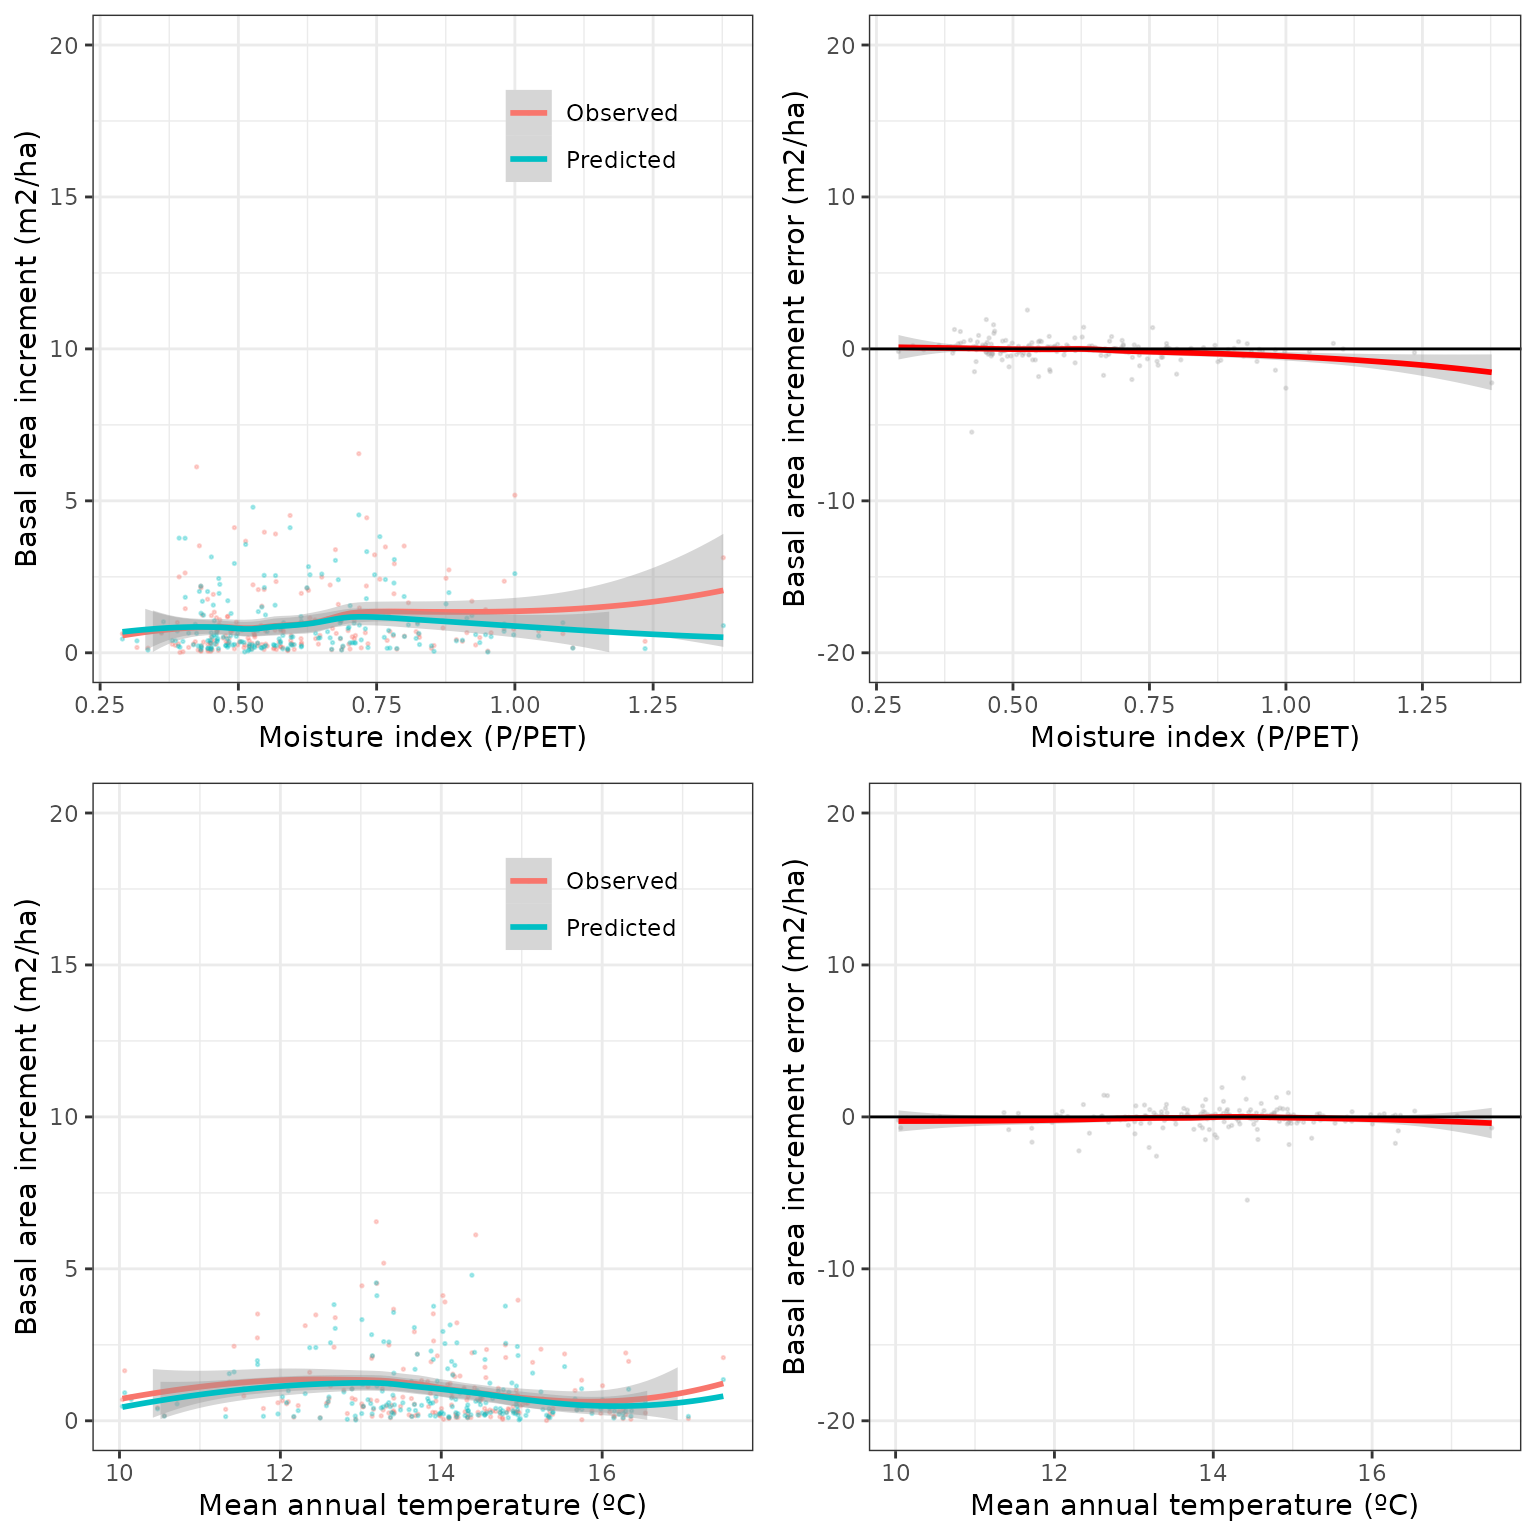 Basal area increment (m2/ha)
20
15
10
5
0
Observed
Predicted
0.25 0.50 0.75 1.00 1.25
Moisture index (P/PET)
Basal area increment error (m2/ha)
20
10
0
-10
-20
0.25 0.50 0.75 1.00 1.25
Moisture index (P/PET)
Basal area increment (m2/ha)
20
15
10
5
0
Observed
Predicted
10 12 14 16
Mean annual temperature (ºC)
Basal area increment error (m2/ha)
20
10
0
-10
-20
10 12 14 16
Mean annual temperature (ºC)